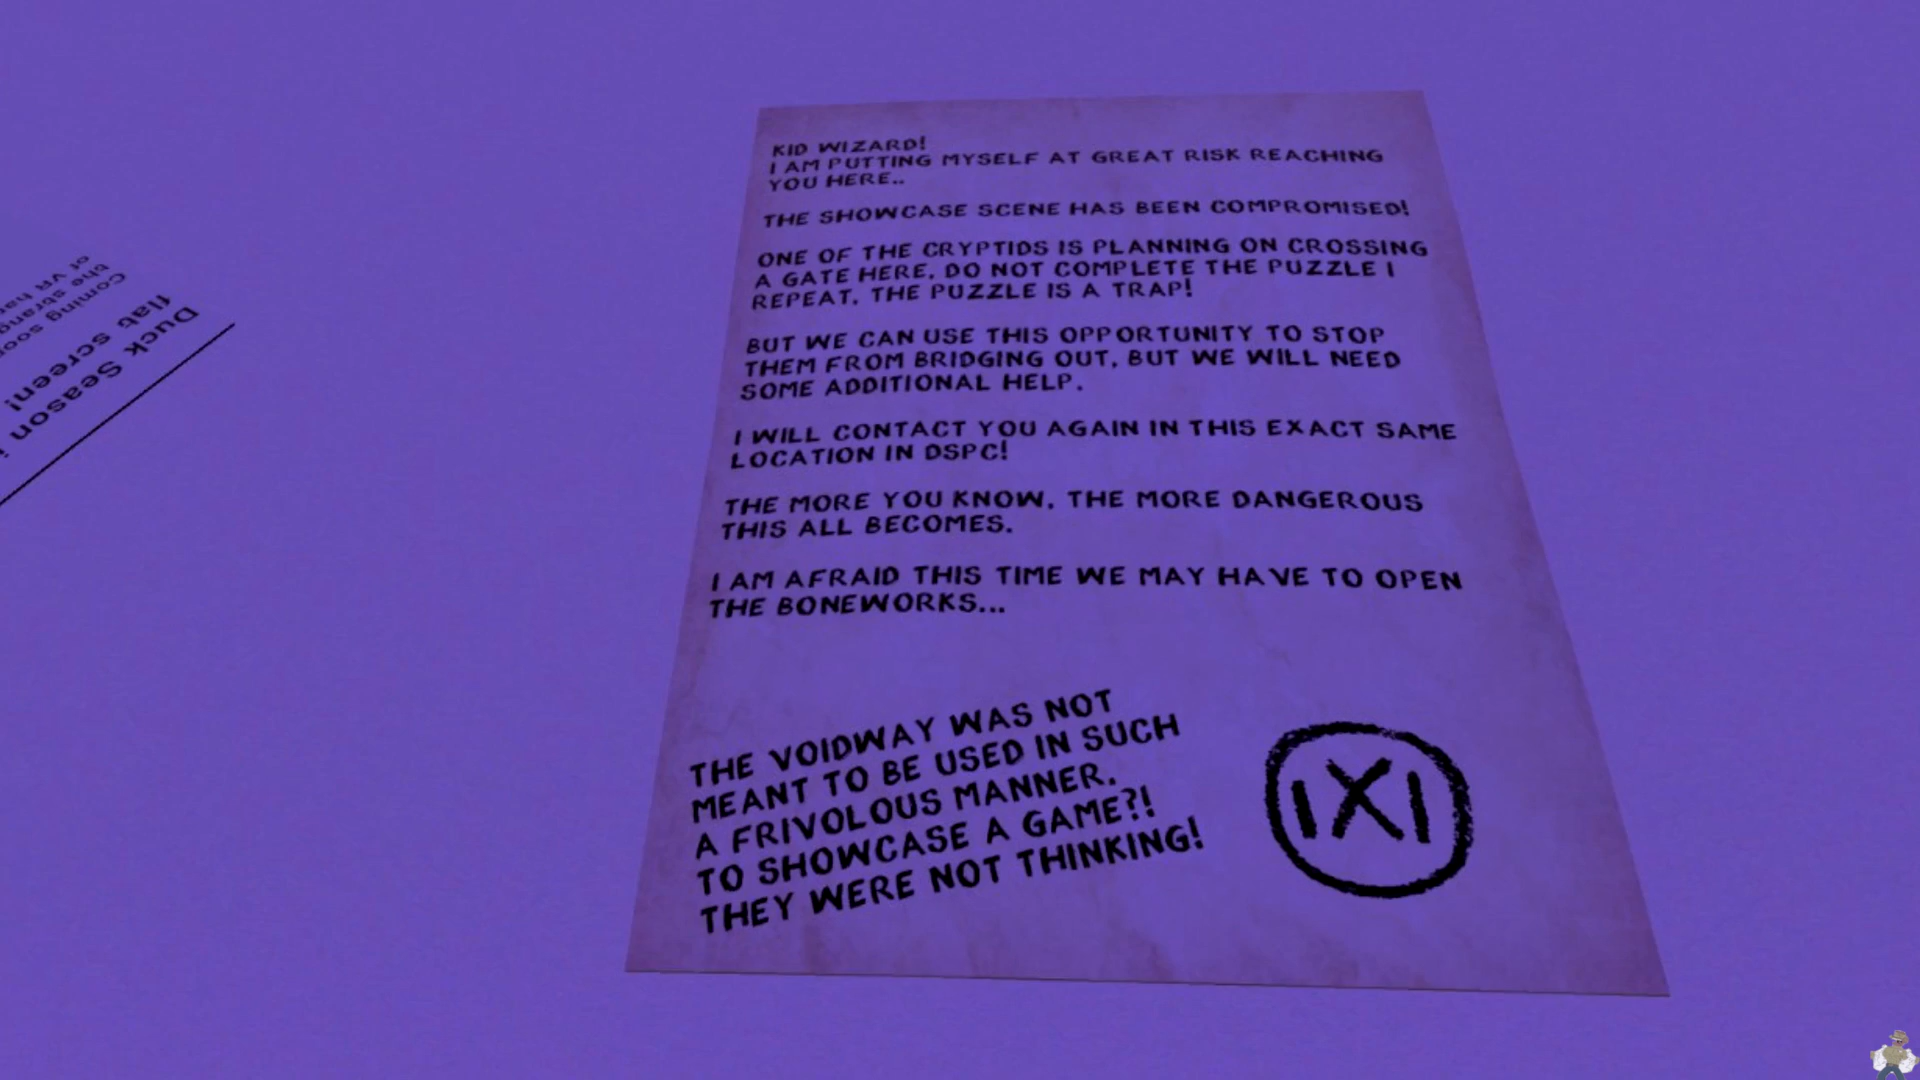 KID WIZARD!
I AM PUTTING MYSELF AT GREAT RISK REACHING
YOU HERE..
THE SHOWCASE SCENE HAS BEEN COMPROMISED!
ONE OF THE CRYPTIDS IS PLANNING ON CROSSING
A GATE HERE. DO NOT COMPLETE THE PUZZLE I
REPEAT. THE PUZZLE IS A TRAP!
BUT WE CAN USE THIS OPPORTUNITY TO STOP
THEM FROM BRIDGING OUT, BUT WE WILL NEED
SOME ADDITIONAL HELP.
I WILL CONTACT YOU AGAIN IN THIS EXACT SAME
LOCATION IN DSPC!
THE MORE YOU KNOW, THE MORE DANGEROUS
THIS ALL BECOMES.
I AM AFRAID THIS TIME WE MAY HAVE TO OPEN
THE BONEWORKS...
THE VOIDWAY WAS NOT
MEANT TO BE USED IN SUCH
A FRIVOLOUS MANNER.
TO SHOWCASE A GAME?!
THEY WERE NOT THINKING!
IXI
Duck Season
flat screen!
coming soon
the strang
of VR